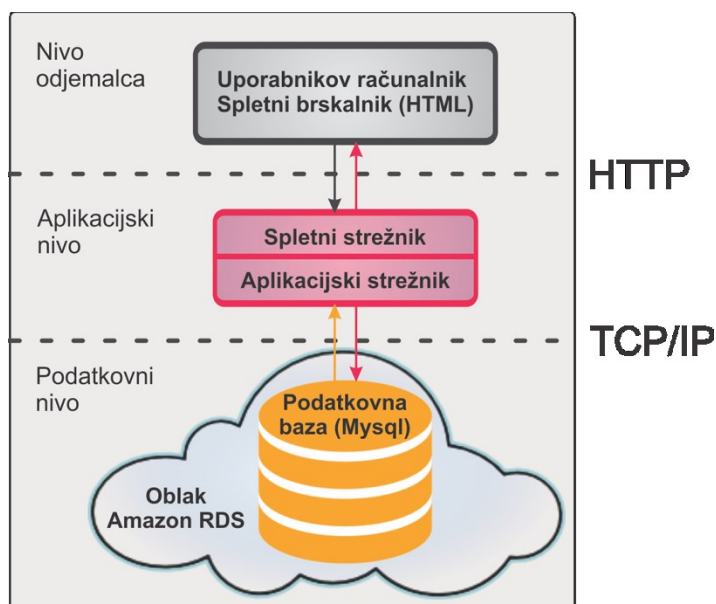 Nivo
odjemalca
Uporabnikov računalnik
Spletni brskalnik (HTML)
HTTP
Aplikacijski
nivo
Spletni strežnik
Aplikacijski strežnik
TCP/IP
Podatkovni
nivo
Podatkovna
baza (Mysql)
Oblak
Amazon RDS